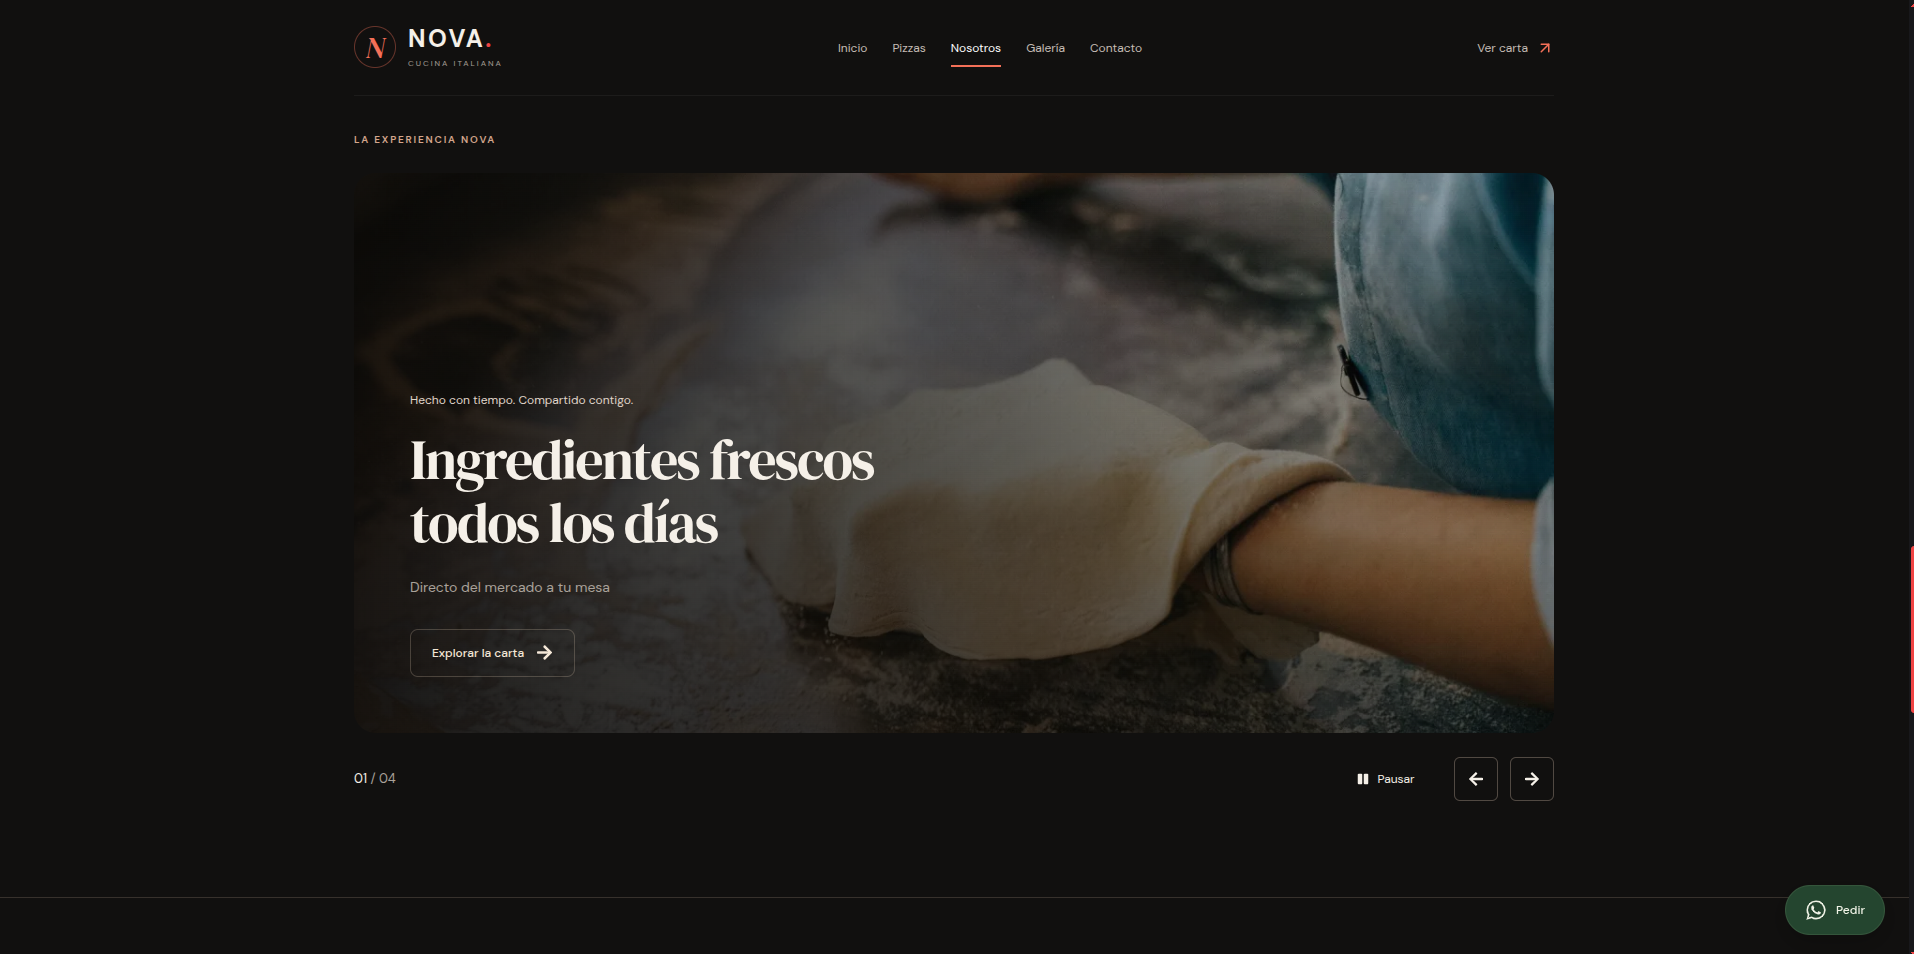 N
NOVA.
CUCINA ITALIANA
Inicio
Pizzas
Nosotros
Galería
Contacto
Ver carta
LA EXPERIENCIA NOVA
Hecho con tiempo. Compartido contigo.
Ingredientes frescos
todos los días
Directo del mercado a tu mesa
Explorar la carta
01 / 04
Pausar
Pedir